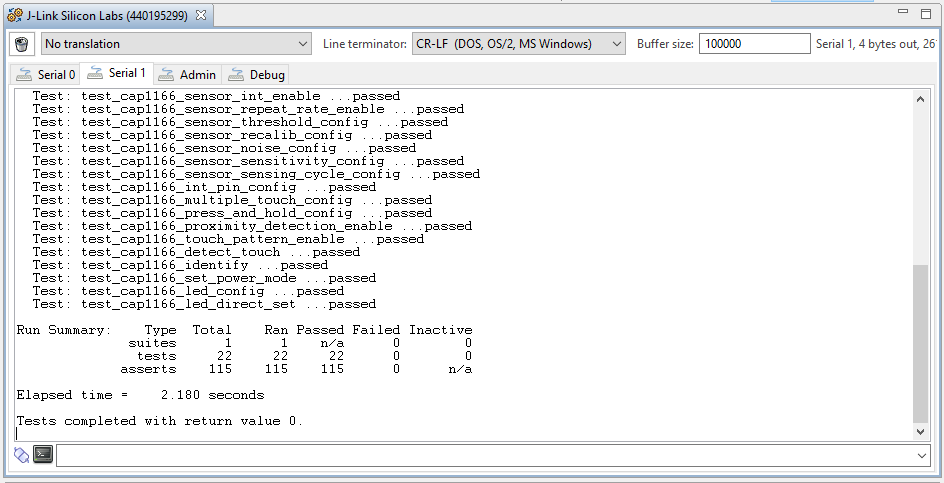 J-Link Silicon Labs (440195299)
No translation Line terminator: CR-LF (DOS, OS/2, MS Windows) Buffer size: 100000 Serial 1, 4 bytes out, 26
Serial 0 Serial 1 Admin Debug
Test: test_cap1166_sensor_int_enable ...passed
Test: test_cap1166_sensor_repeat_rate_enable ...passed
Test: test_cap1166_sensor_threshold_config ...passed
Test: test_cap1166_sensor_recalib_config ...passed
Test: test_cap1166_sensor_noise_config ...passed
Test: test_cap1166_sensor_sensitivity_config ...passed
Test: test_cap1166_sensor_sensing_cycle_config ...passed
Test: test_cap1166_int_pin_config ...passed
Test: test_cap1166_multiple_touch_config ...passed
Test: test_cap1166_press_and_hold_config ...passed
Test: test_cap1166_proximity_detection_enable ...passed
Test: test_cap1166_touch_pattern_enable ...passed
Test: test_cap1166_detect_touch ...passed
Test: test_cap1166_identify ...passed
Test: test_cap1166_set_power_mode ...passed
Test: test_cap1166_led_config ...passed
Test: test_cap1166_led_direct_set ...passed
Run Summary: Type Total Ran Passed Failed Inactive
suites 1 1 n/a 0 0
tests 22 22 22 0 0
asserts 115 115 115 0 n/a
Elapsed time = 2.180 seconds
Tests completed with return value 0.